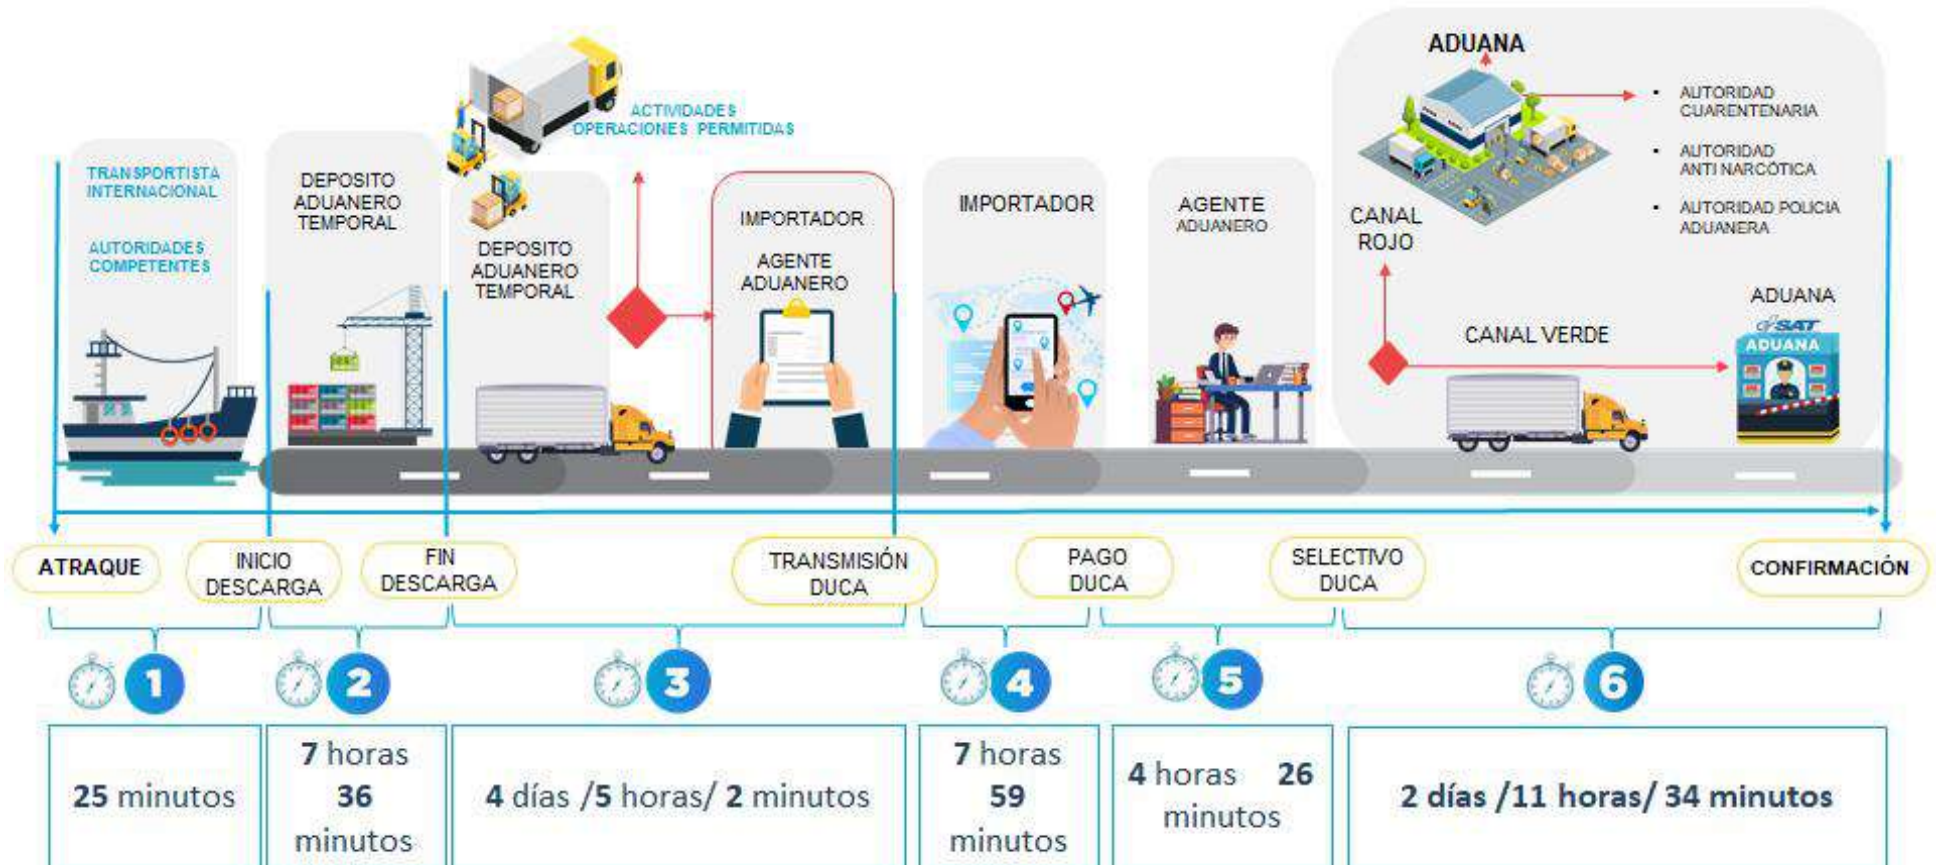 TRANSPORTISTA
INTERNACIONAL
AUTORIDADES
COMPETENTES
DEPOSITO
ADUANERO
TEMPORAL
ACTIVIDADES
OPERACIONES PERMITIDAS
DEPOSITO
ADUANERO
TEMPORAL
IMPORTADOR
AGENTE
ADUANERO
IMPORTADOR
AGENTE
ADUANERO
ADUANA
▪ AUTORIDAD
CUARENTENARIA
▪ AUTORIDAD
ANTI NARCÓTICA
▪ AUTORIDAD POLICIA
ADUANERA
CANAL
ROJO
CANAL VERDE
ADUANA
SAT
ADUANA
ATRAQUE
INICIO
DESCARGA
FIN
DESCARGA
TRANSMISIÓN
DUCA
PAGO
DUCA
SELECTIVO
DUCA
CONFIRMACIÓN
1
2
3
4
5
6
25 minutos
7 horas
36
minutos
4 días /5 horas/ 2 minutos
7 horas
59
minutos
4 horas 26
minutos
2 días /11 horas/ 34 minutos